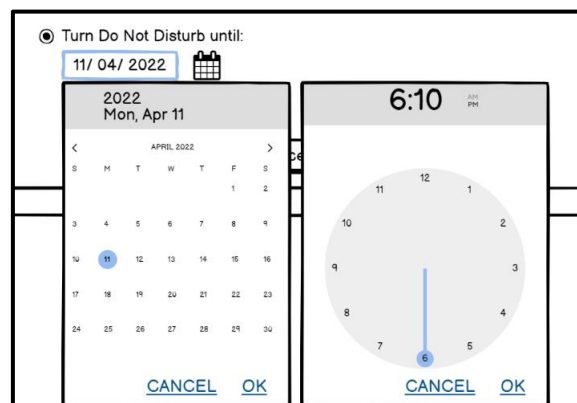 Turn Do Not Disturb until:
11/ 04/ 2022
2022
Mon, Apr 11
< APRIL 2022 >
S M T W T F S
1 2
3 4 5 6 7 8 9
10 11 12 13 14 15 16
17 18 19 20 21 22 23
24 25 26 27 28 29 30
CANCEL OK
6:10 AM
PM
12
11 1
10 2
9 3
8 4
7 5
6
CANCEL OK